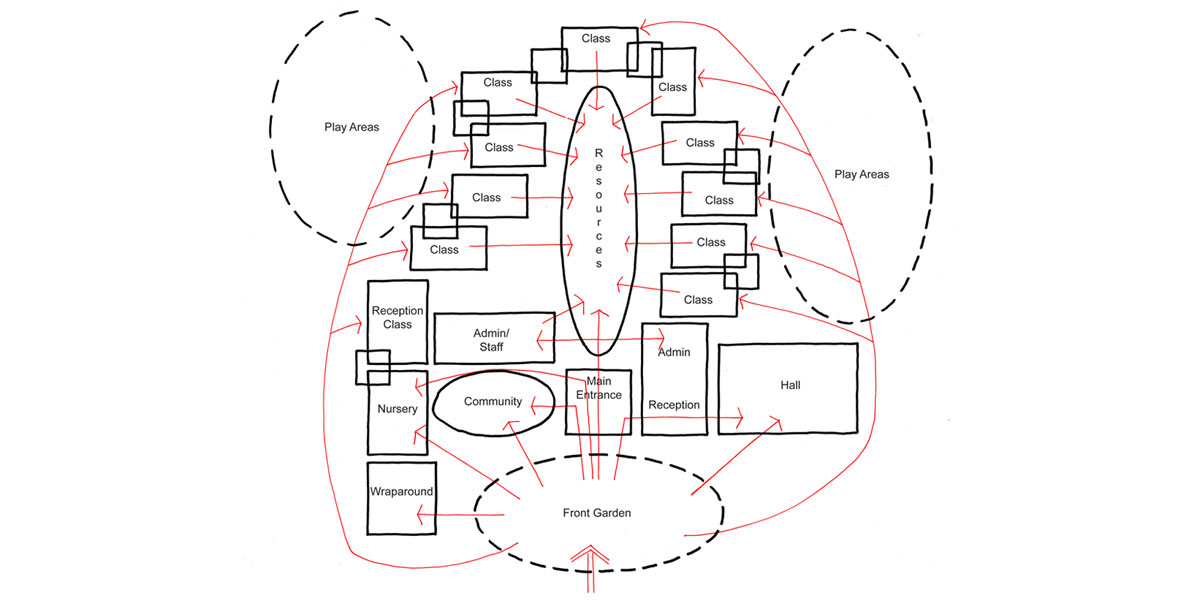 Class
Class
Class
Play Areas
Class
Class
Play Areas
Resources
Class
Class
Class
Class
Class
Reception
Class
Admin/
Staff
Admin
Main
Entrance
Hall
Community
Nursery
Reception
Wraparound
Front Garden